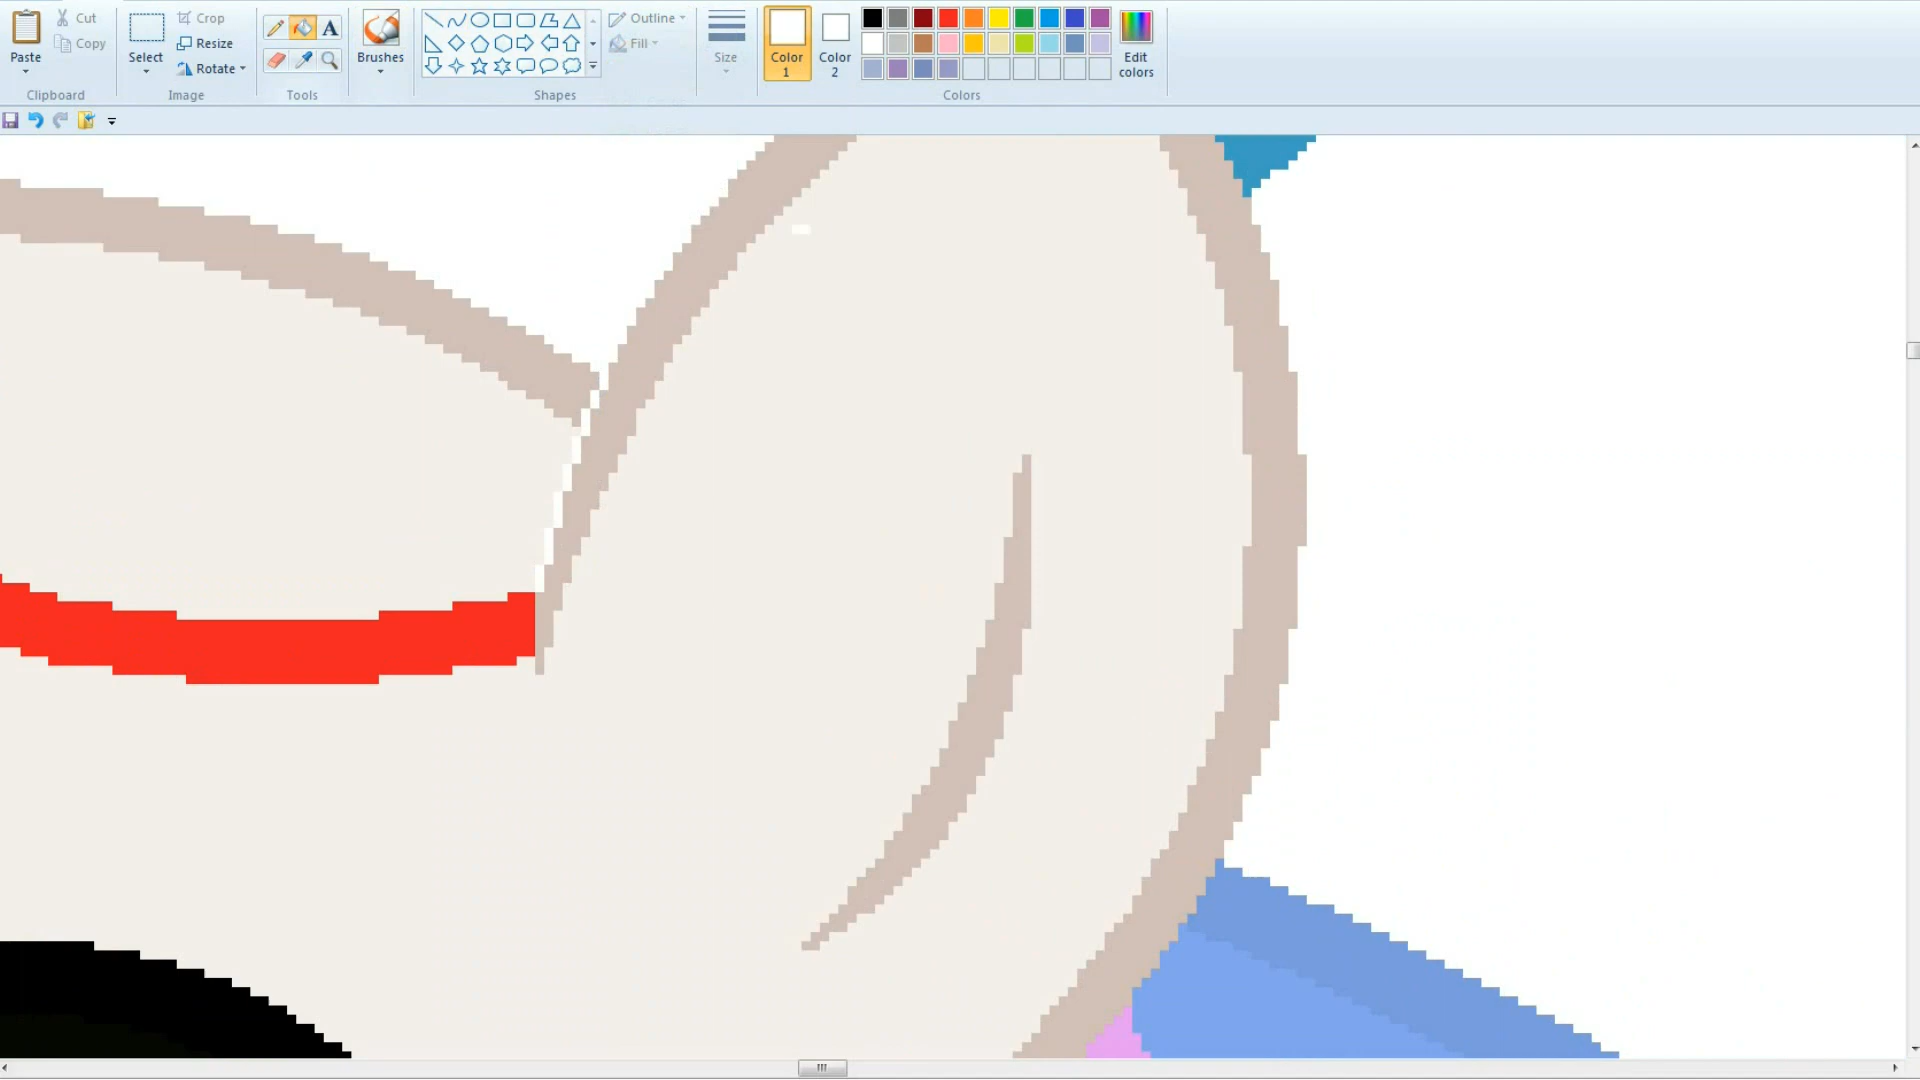 Paste
Cut
Copy
Clipboard
Select
Crop
Resize
Rotate
Image
A
Tools
Brushes
Shapes
Outline
Fill
Size
Color 1
Color 2
Edit colors
Colors